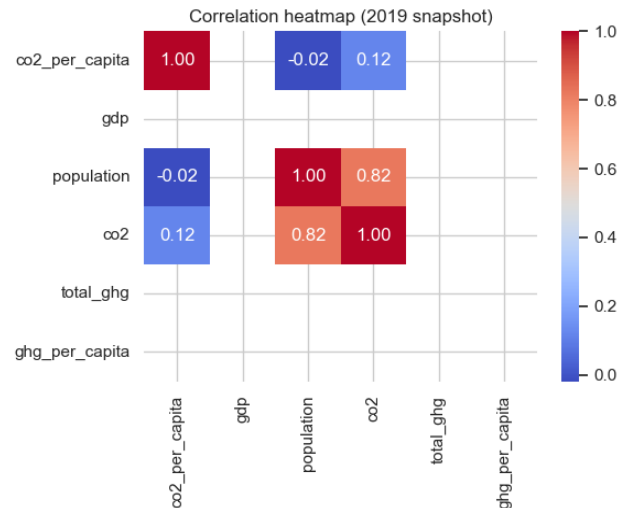 Correlation heatmap (2019 snapshot)
co2_per_capita 1.00 -0.02 0.12
gdp
population -0.02 1.00 0.82
co2 0.12 0.82 1.00
total_ghg
ghg_per_capita
co2_per_capita gdp population co2 total_ghg ghg_per_capita
1.0
0.8
0.6
0.4
0.2
0.0